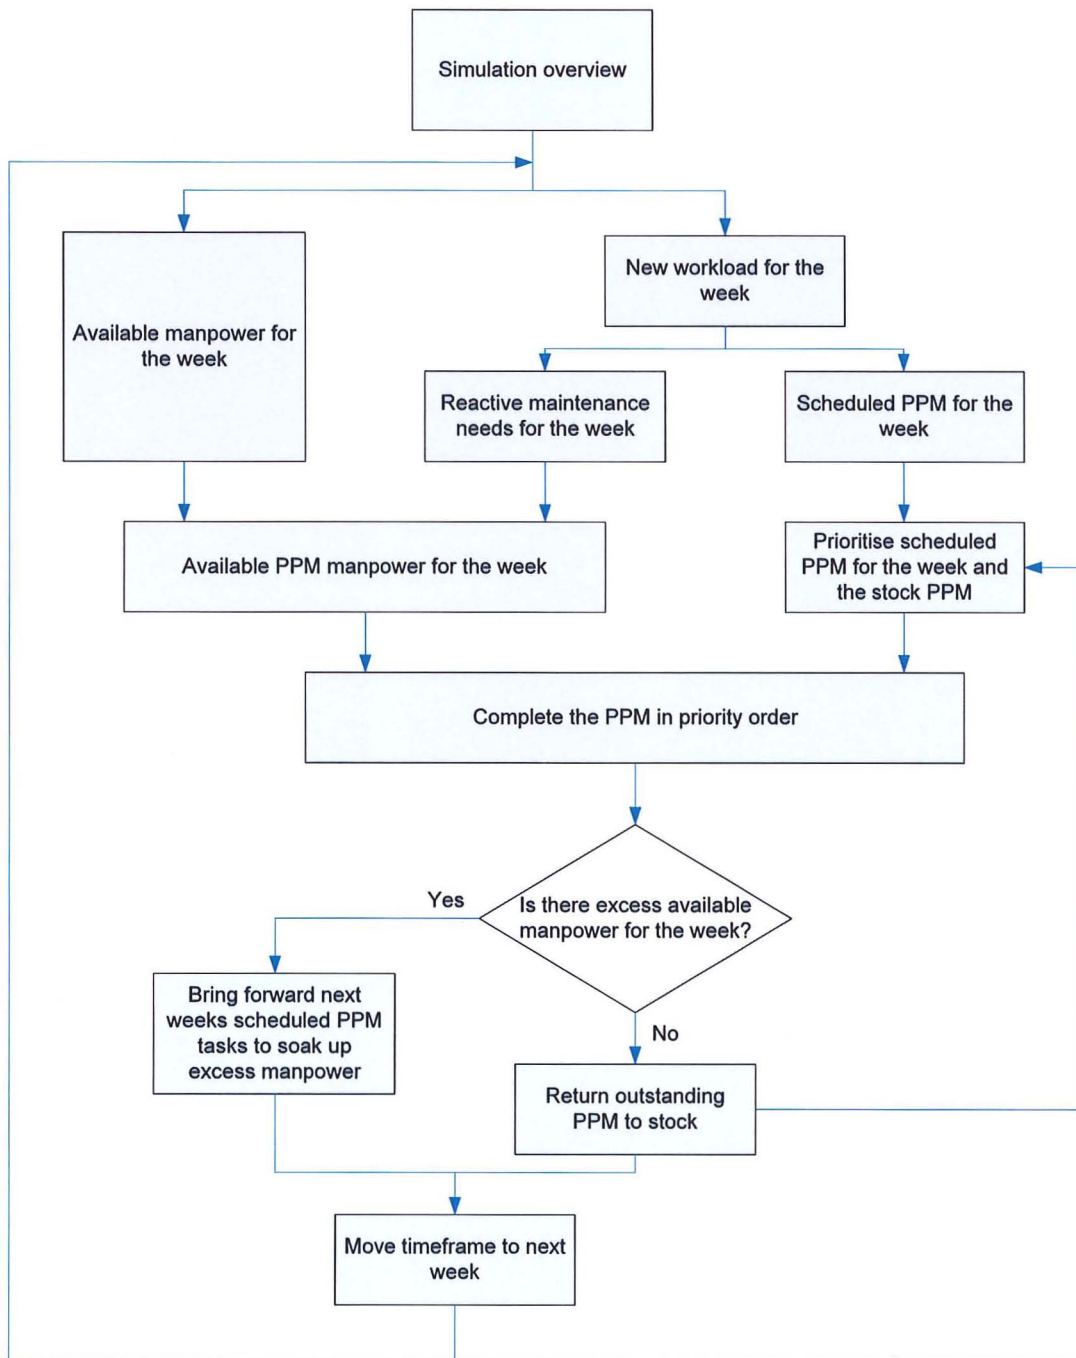 Simulation overview
New workload for the
week
Available manpower for
the week
Reactive maintenance
needs for the week
Scheduled PPM for the
week
Available PPM manpower for the week
Prioritise scheduled
PPM for the week and
the stock PPM
Complete the PPM in priority order
Is there excess available
manpower for the week?
Yes
Bring forward next
weeks scheduled PPM
tasks to soak up
excess manpower
No
Return outstanding
PPM to stock
Move timeframe to next
week